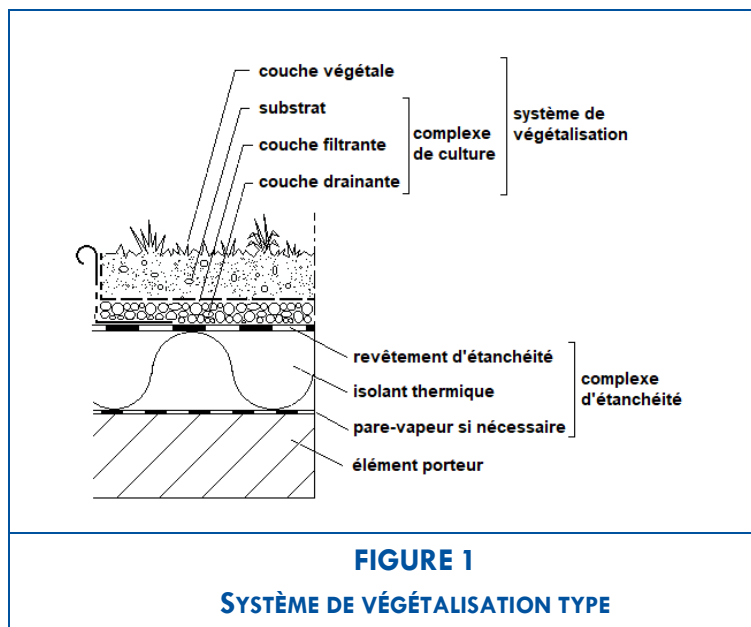 couche végétale
substrat
couche filtrante
couche drainante
complexe
de culture
système de
végétalisation
revêtement d'étanchéité
isolant thermique
pare-vapeur si nécessaire
élément porteur
complexe
d'étanchéité
FIGURE 1
SYSTÈME DE VÉGÉTALISATION TYPE